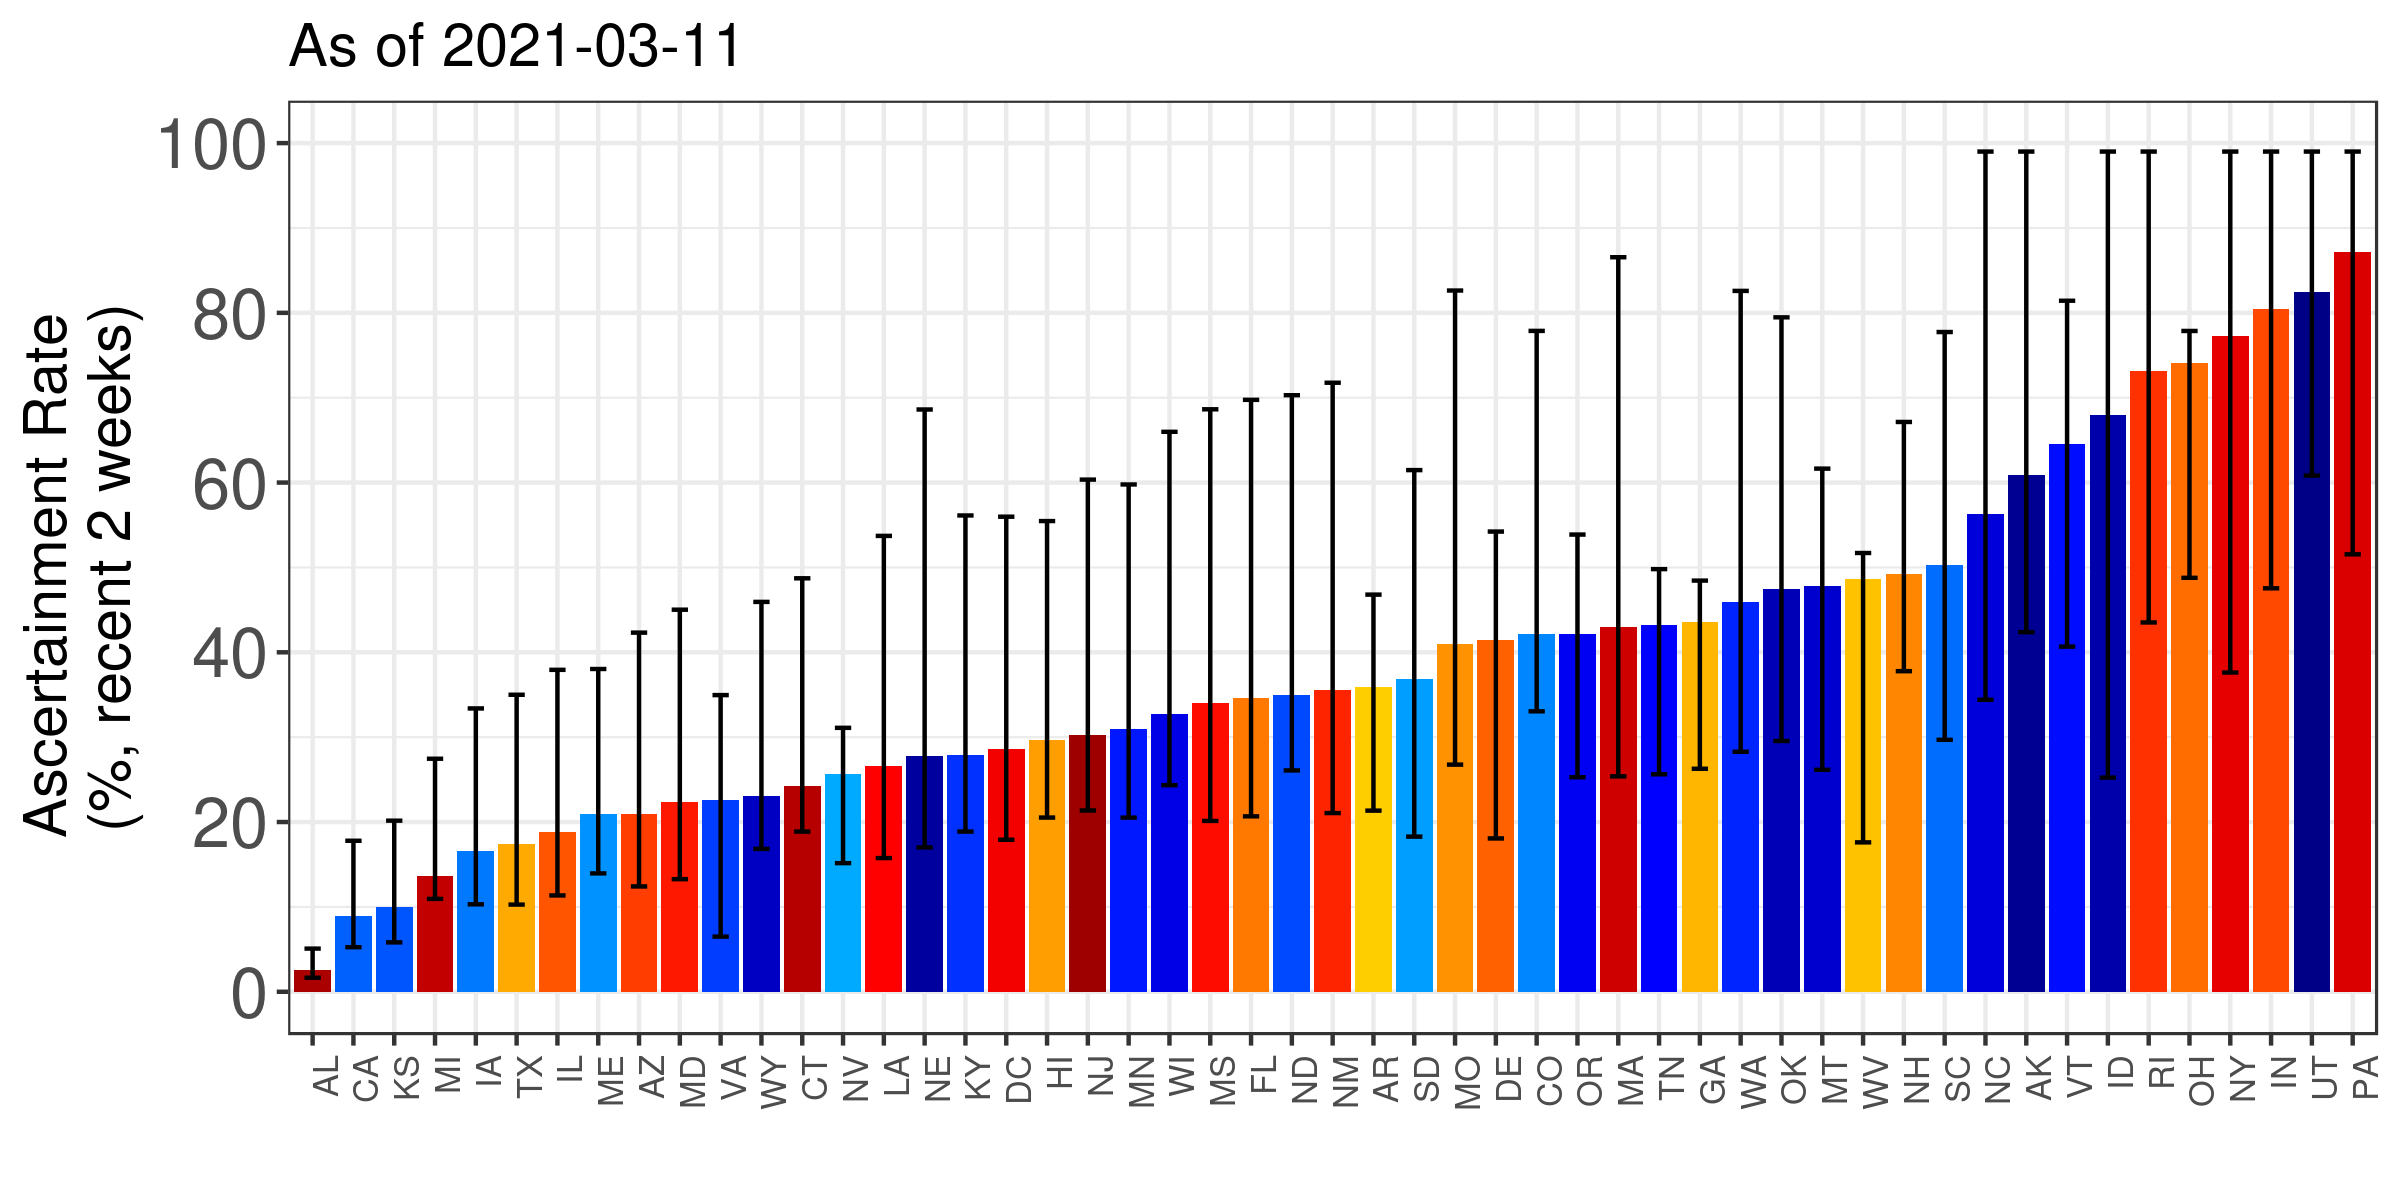 As of 2021-03-11
Ascertainment Rate
(%, recent 2 weeks)
100
80
60
40
20
0
AL CA KS MI IA TX IL ME AZ MD VA WY CT NV LA NE KY DC HI NJ MN WI MS FL ND NM AR SD MO DE CO OR MA TN GA WA OK MT WV NH SC NC AK VT ID RI OH NY IN UT PA